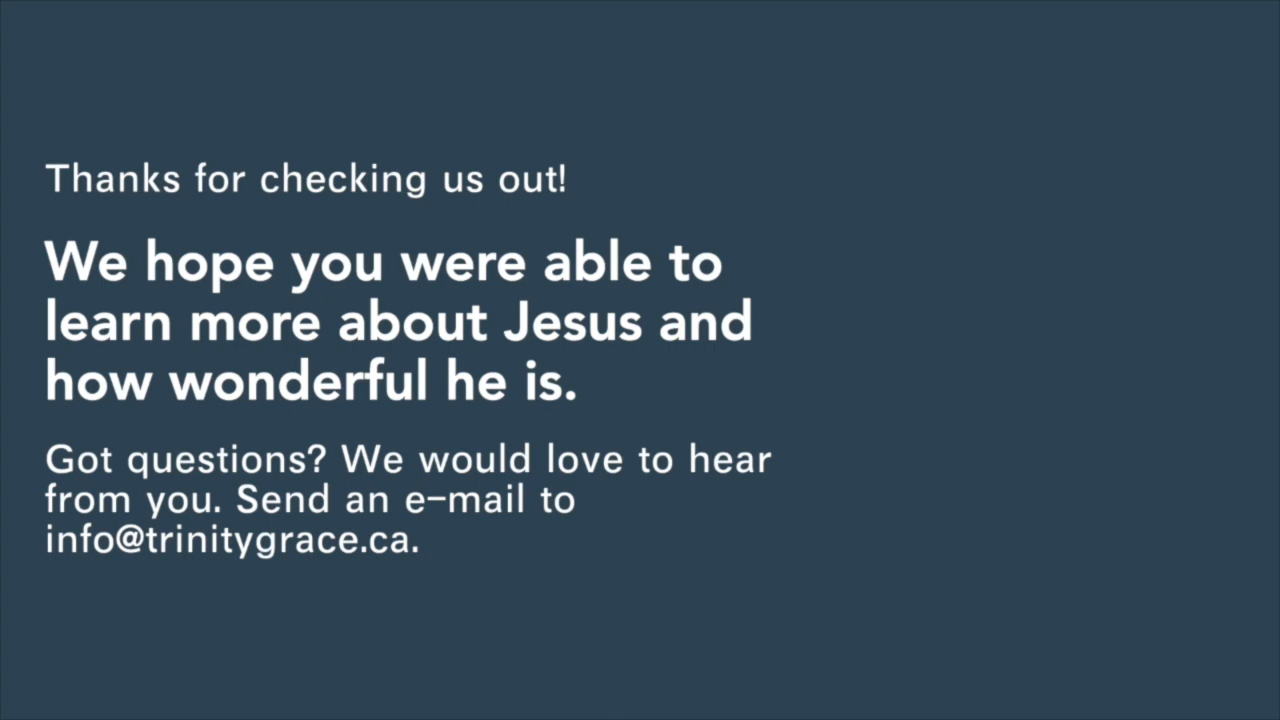 Thanks for checking us out!
We hope you were able to
learn more about Jesus and
how wonderful he is.
Got questions? We would love to hear
from you. Send an e-mail to
info@trinitygrace.ca.